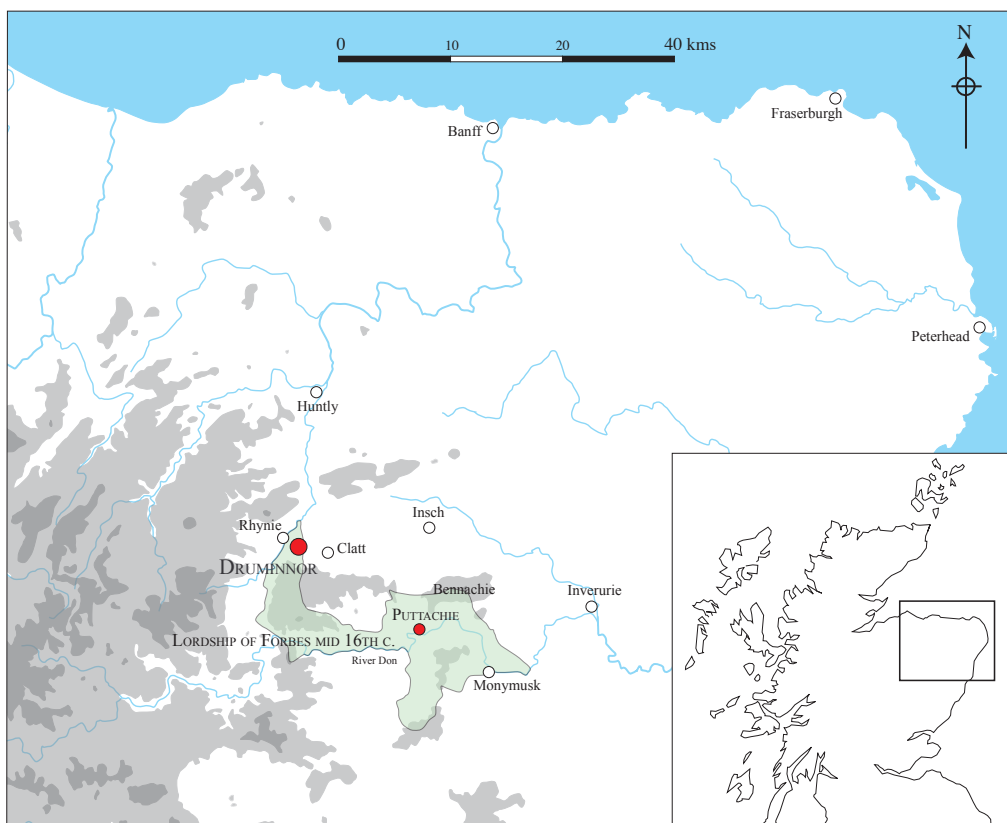 0 10 20 40 kms
N
Fraserburgh
Banff
Peterhead
Huntly
Insch
Rhynie
Clatt
DRUMINNOR
Bennachie
Inverurie
PUTTACHIE
LORDSHIP OF FORBES MID 16TH C.
River Don
Monymusk